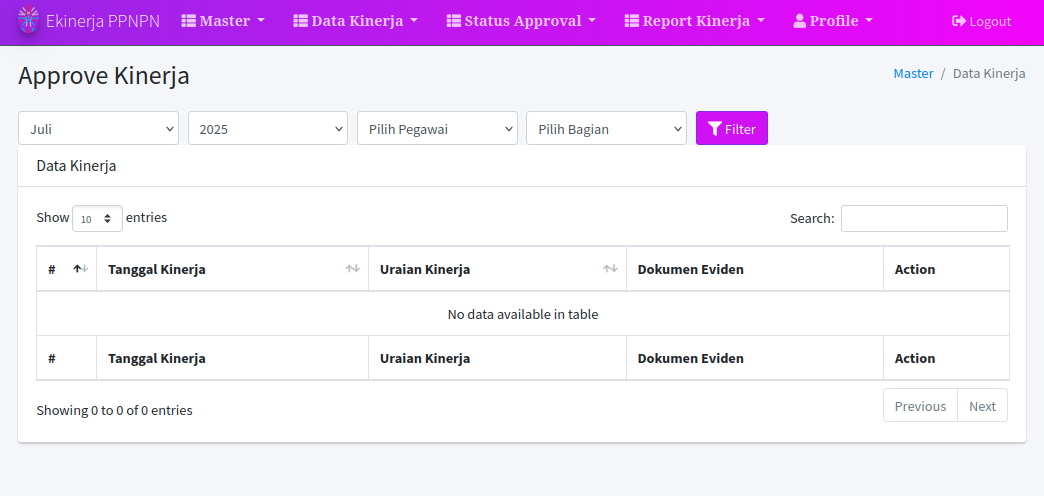 Ekinerja PPNPN Master Data Kinerja Status Approval Report Kinerja Profile Logout
Approve Kinerja Master / Data Kinerja
Juli 2025 Pilih Pegawai Pilih Bagian Filter
Data Kinerja
Show 10 entries Search:
# Tanggal Kinerja Uraian Kinerja Dokumen Eviden Action
No data available in table
# Tanggal Kinerja Uraian Kinerja Dokumen Eviden Action
Showing 0 to 0 of 0 entries Previous Next